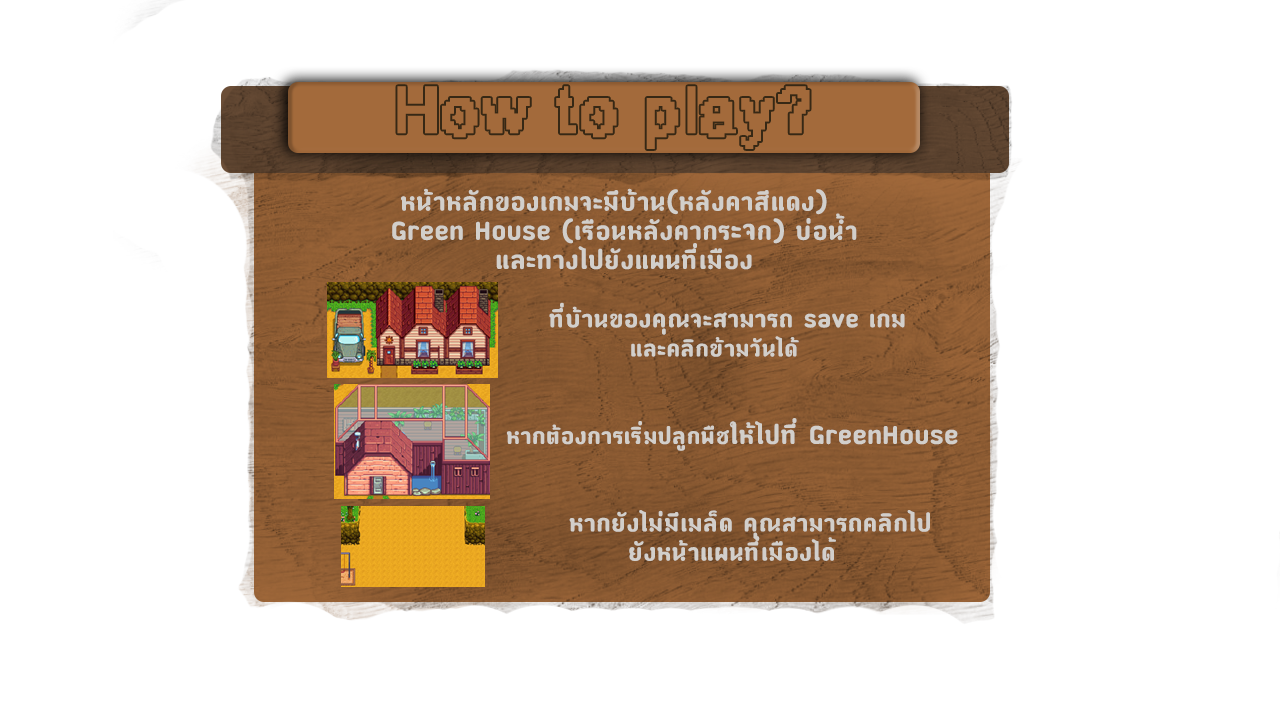 How to play?
หน้าหลักของเกมจะมีบ้าน(หลังคาสีแดง)
Green House (เรือนหลังคากระจก) บ่อน้ำ
และทางไปยังแผนที่เมือง
ที่บ้านของคุณจะสามารถ save เกม
และคลิกข้ามวันได้
หากต้องการเริ่มปลูกพืชให้ไปที่ GreenHouse
หากยังไม่มีเมล็ด คุณสามารถคลิกไป
ยังหน้าแผนที่เมืองได้